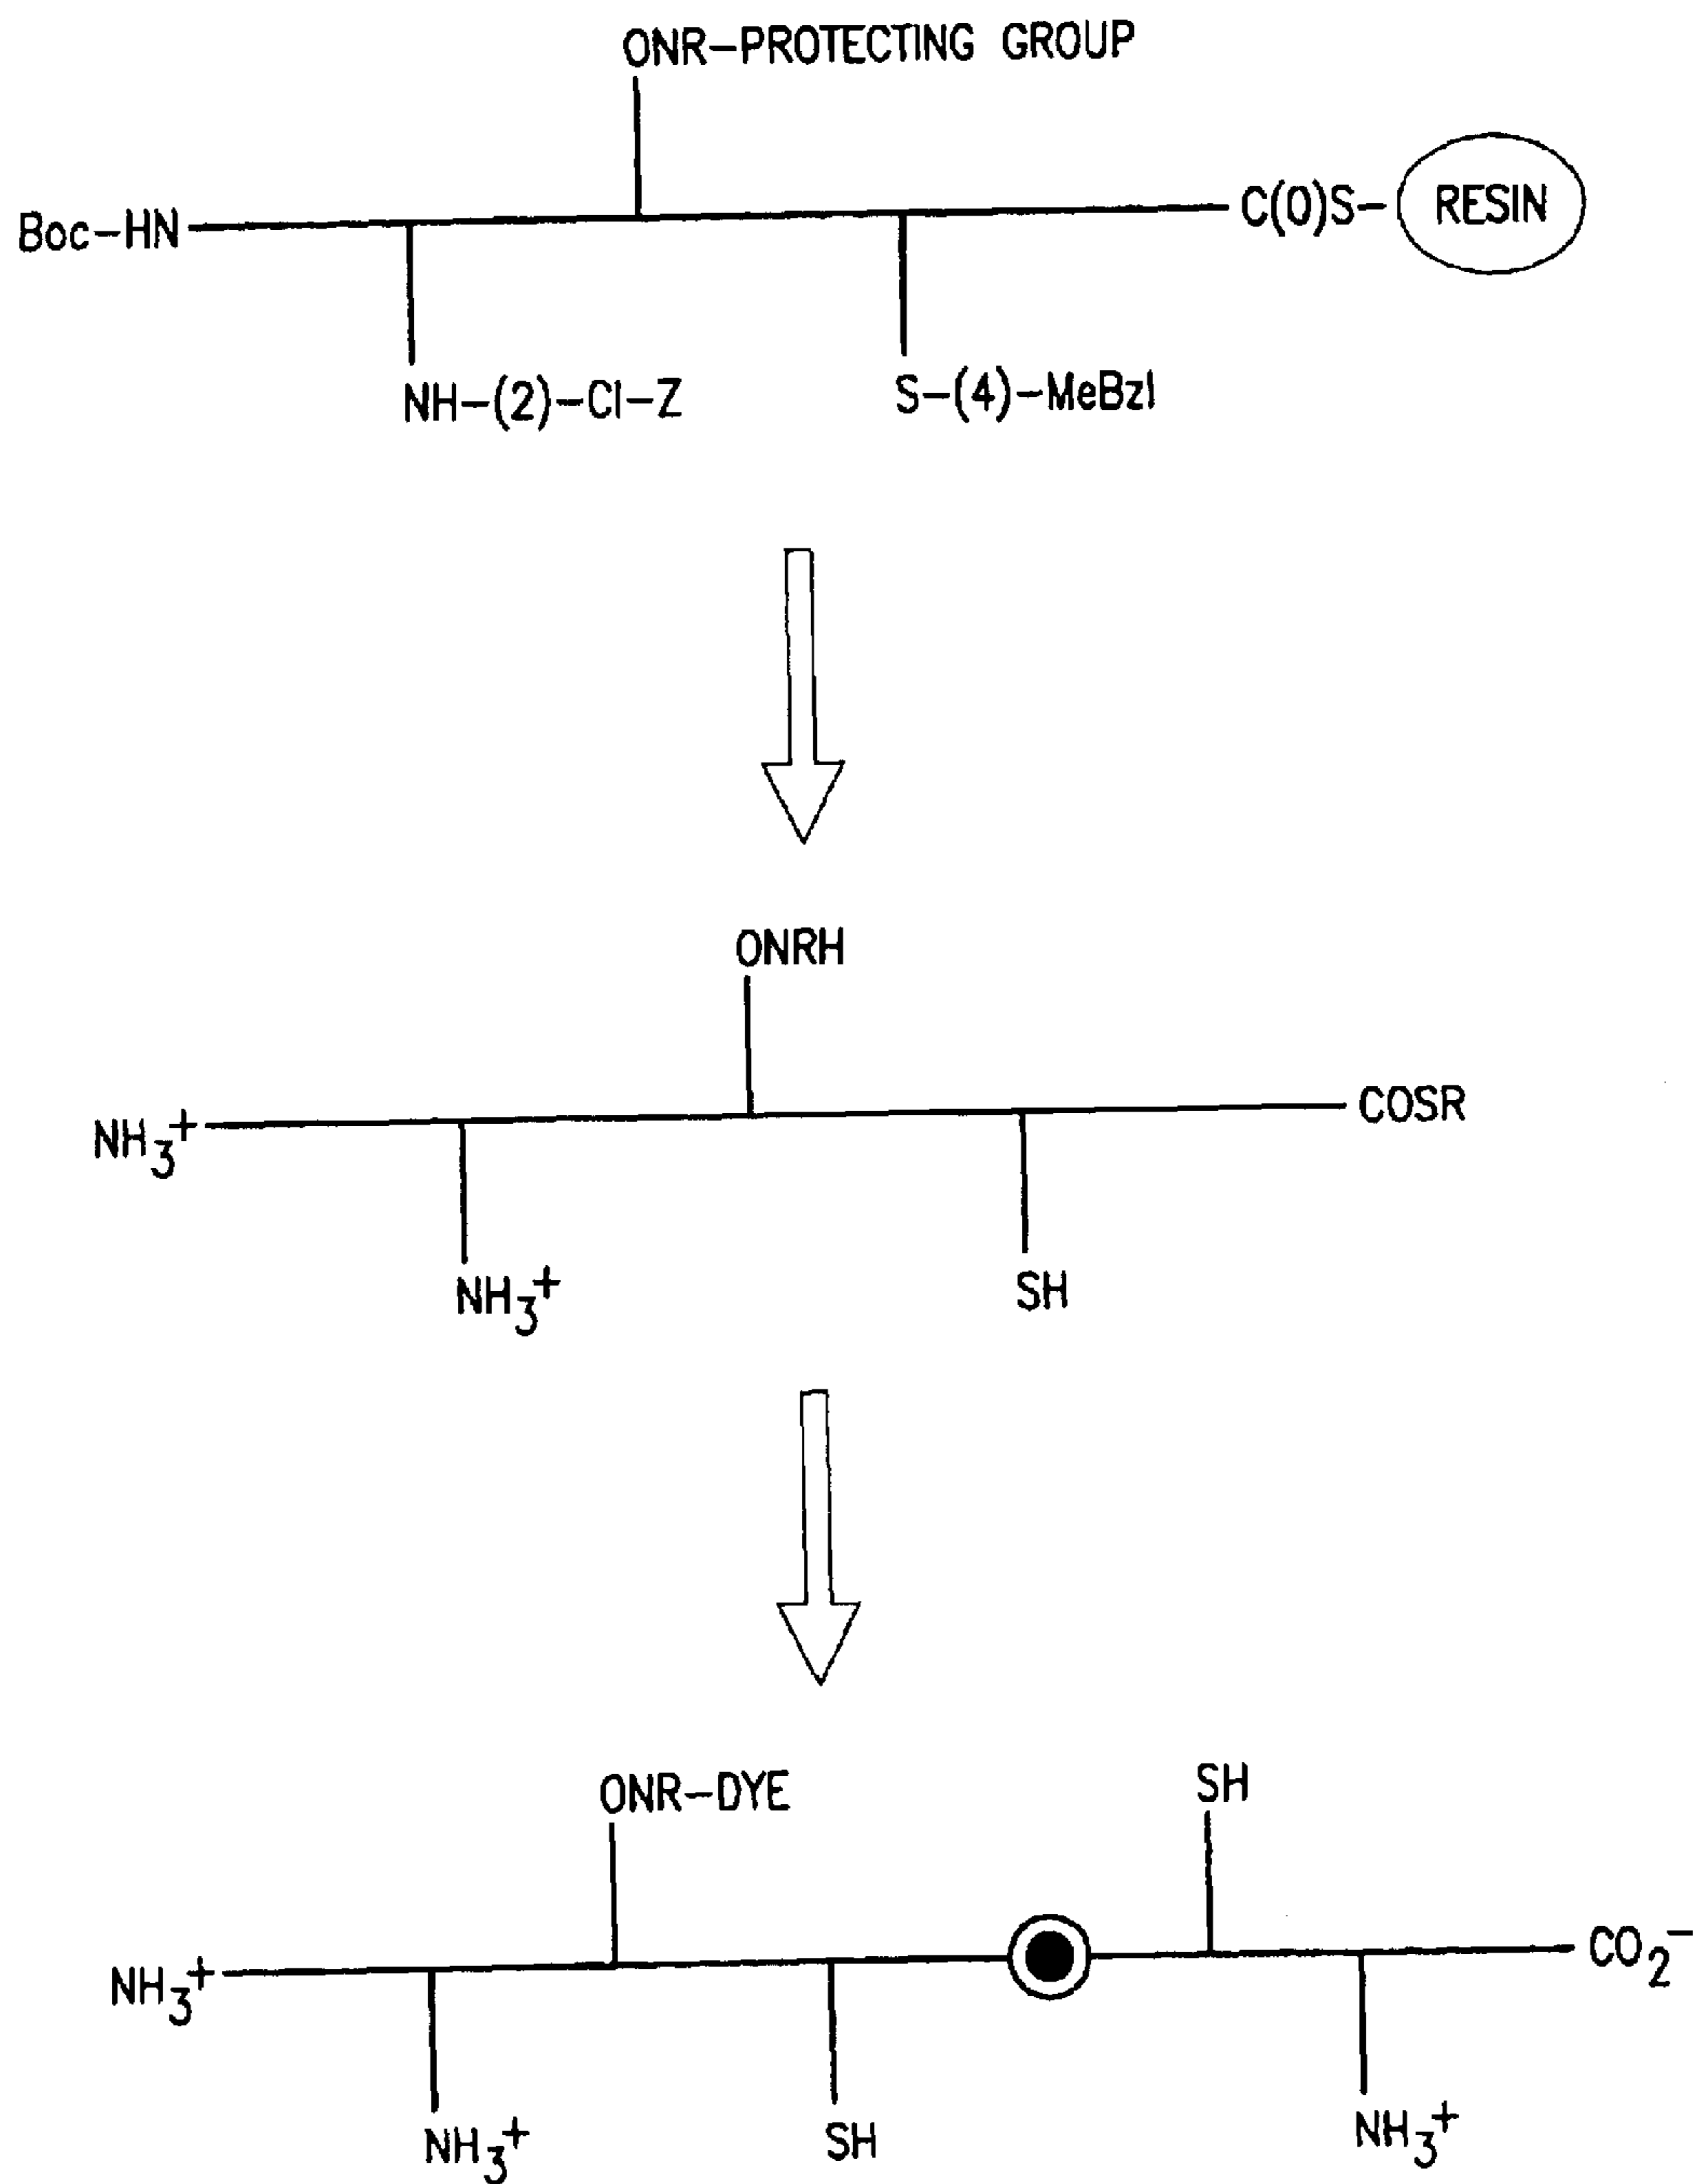 ONR-PROTECTING GROUP
Boc-HN
C(O)S-
RESIN
NH-(2)-Cl-Z
S-(4)-MeBzl
ONRH
NH3+
COSR
NH3+
SH
ONR-DYE
SH
NH3+
CO2-
NH3+
SH
NH3+